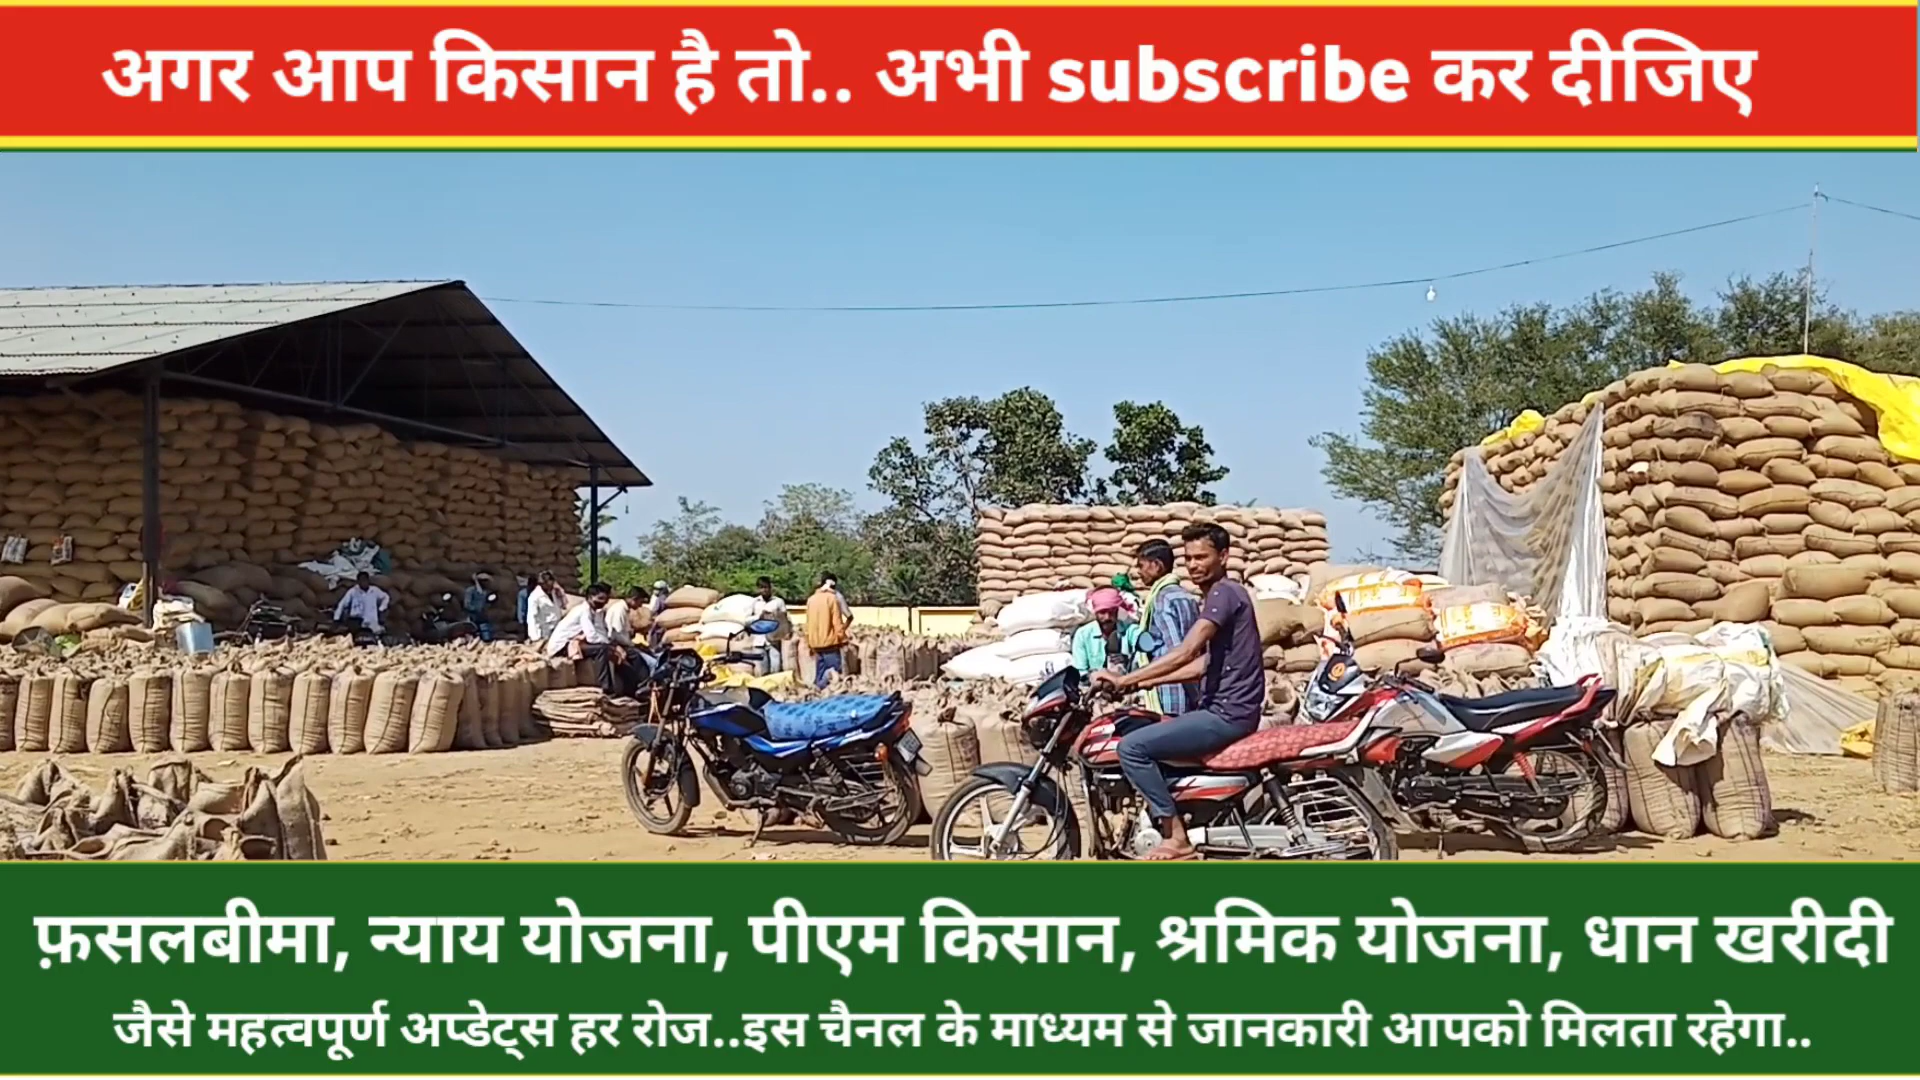 अगर आप किसान है तो.. अभी subscribe कर दीजिए
फ़सलबीमा, न्याय योजना, पीएम किसान, श्रमिक योजना, धान खरीदी
जैसे महत्वपूर्ण अप्डेट्स हर रोज..इस चैनल के माध्यम से जानकारी आपको मिलता रहेगा..